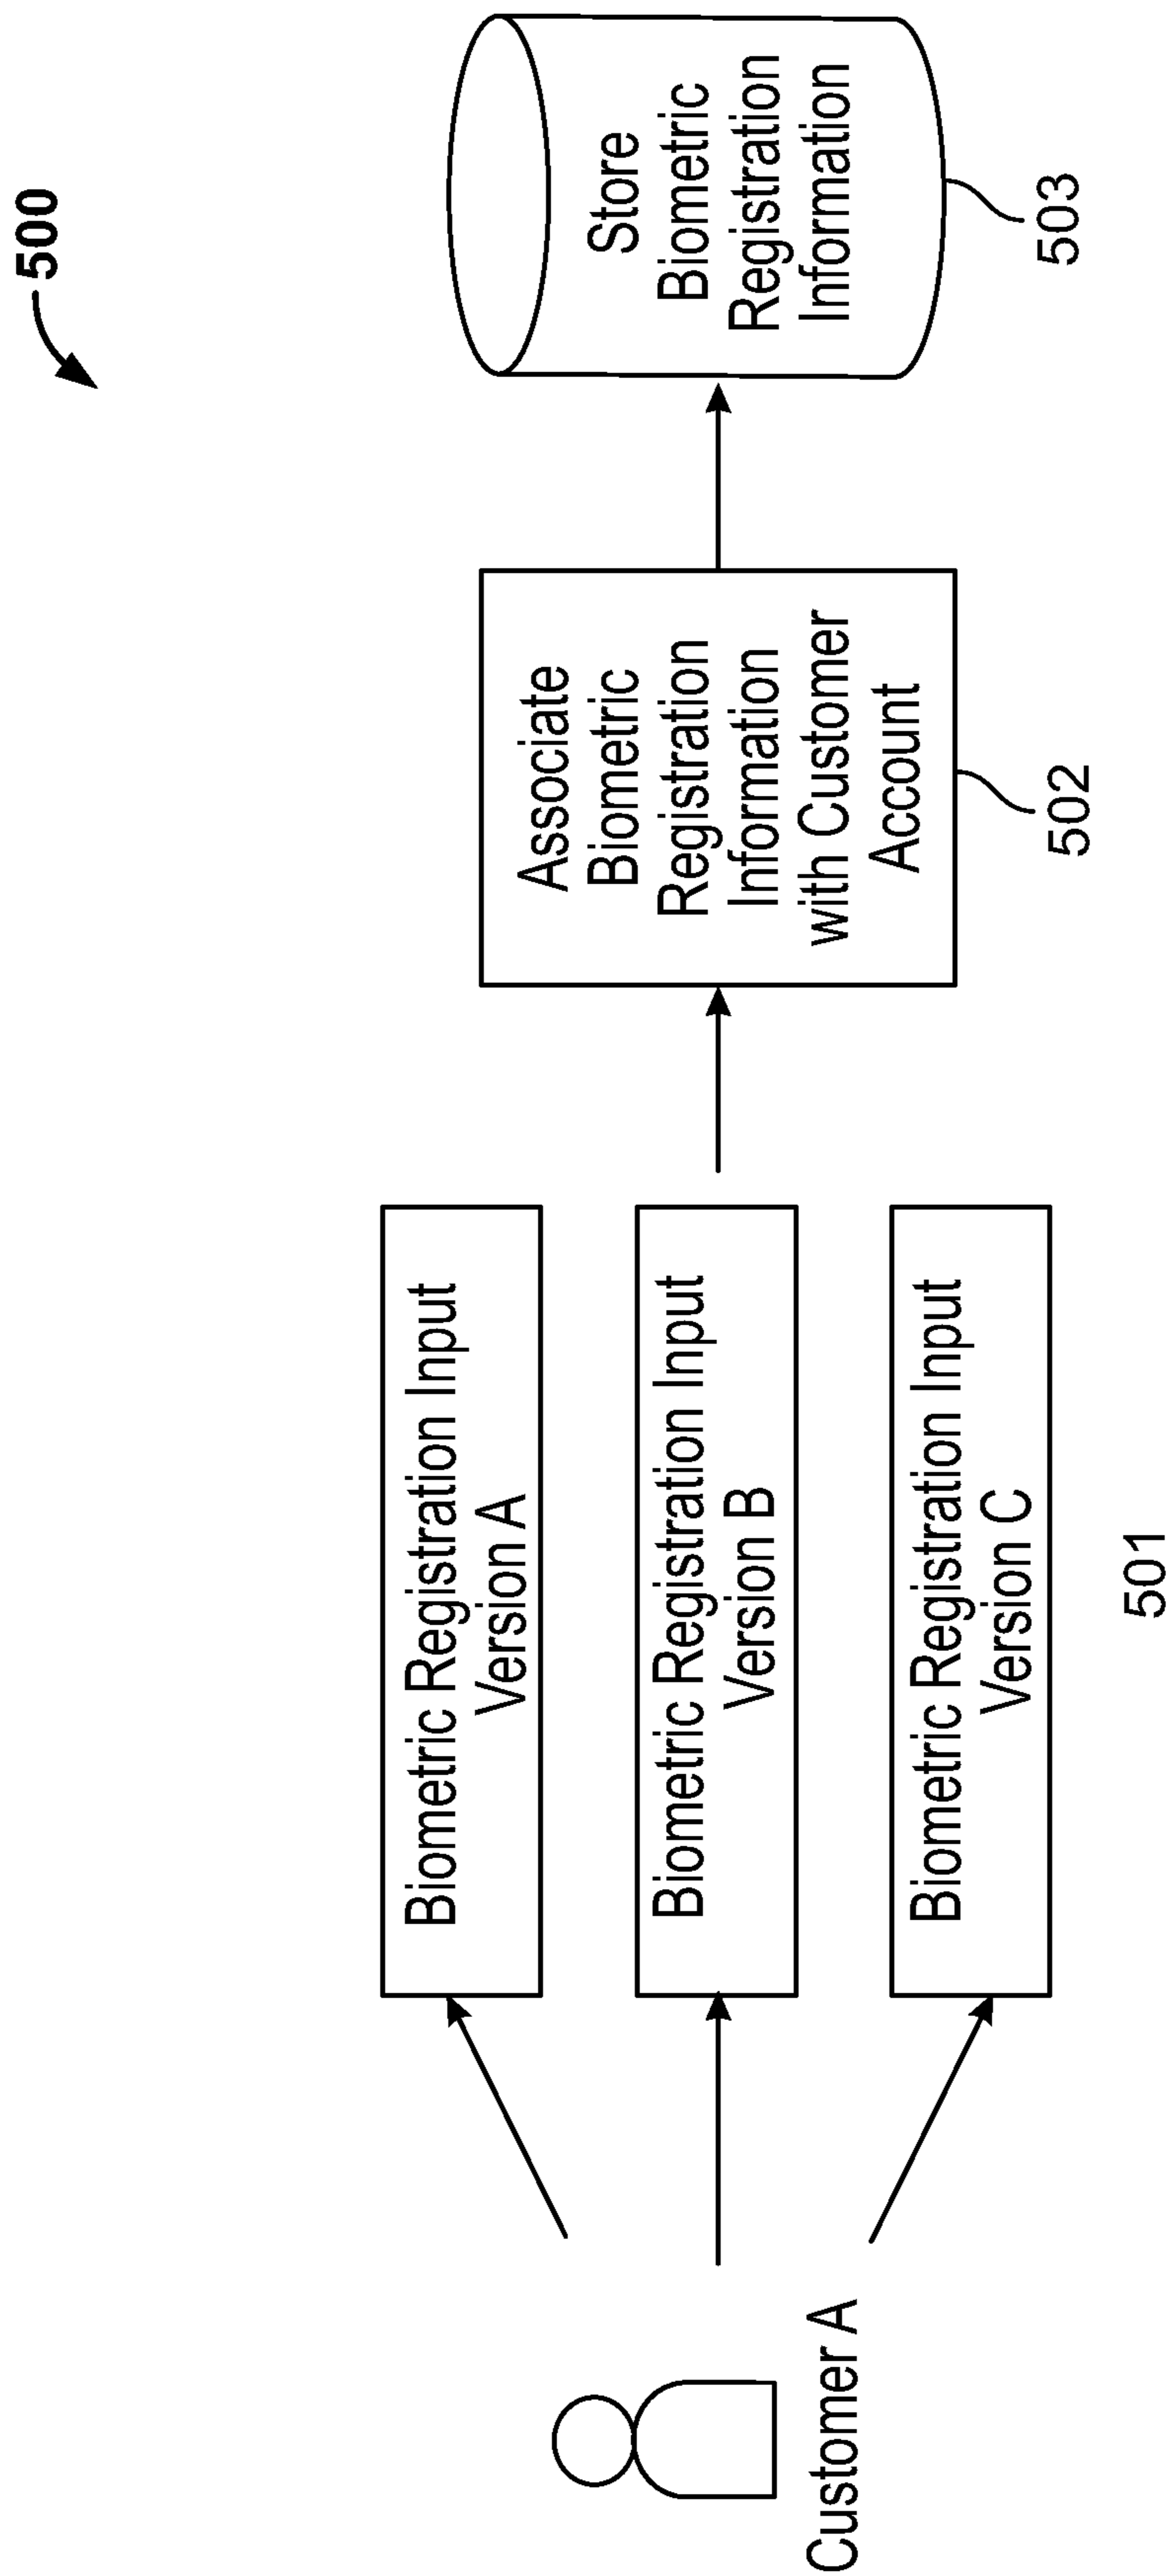 500
Customer A
Biometric Registration Input
Version A
Biometric Registration Input
Version B
Biometric Registration Input
Version C
501
Associate
Biometric
Registration
Information
with Customer
Account
502
Store
Biometric
Registration
Information
503